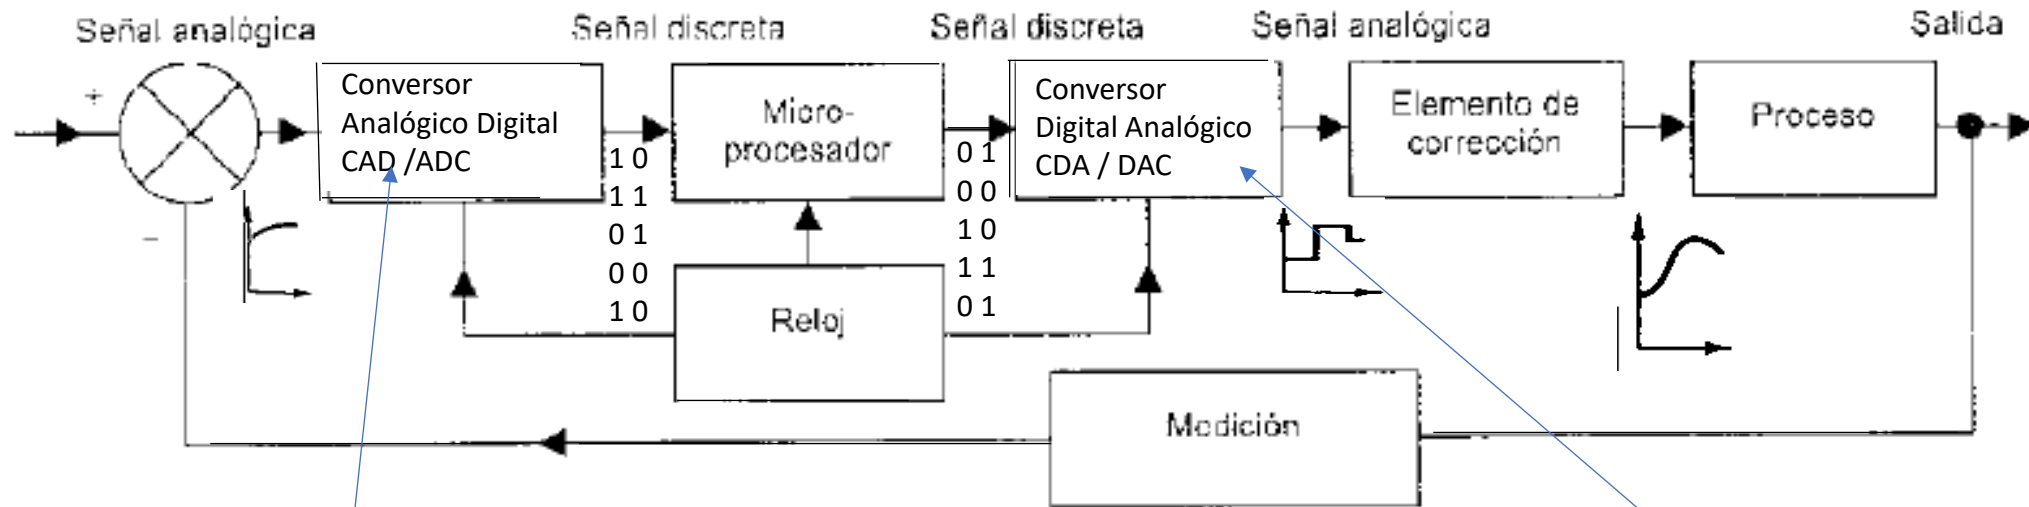 Señal analógica
Señal discreta
Señal discreta
Señal analógica
Salida
+
−
Conversor
Analógico Digital
CAD /ADC
1 0
1 1
0 1
0 0
1 0
Micro-
procesador
0 1
0 0
1 0
1 1
0 1
Conversor
Digital Analógico
CDA / DAC
Elemento de
corrección
Proceso
Reloj
Medición